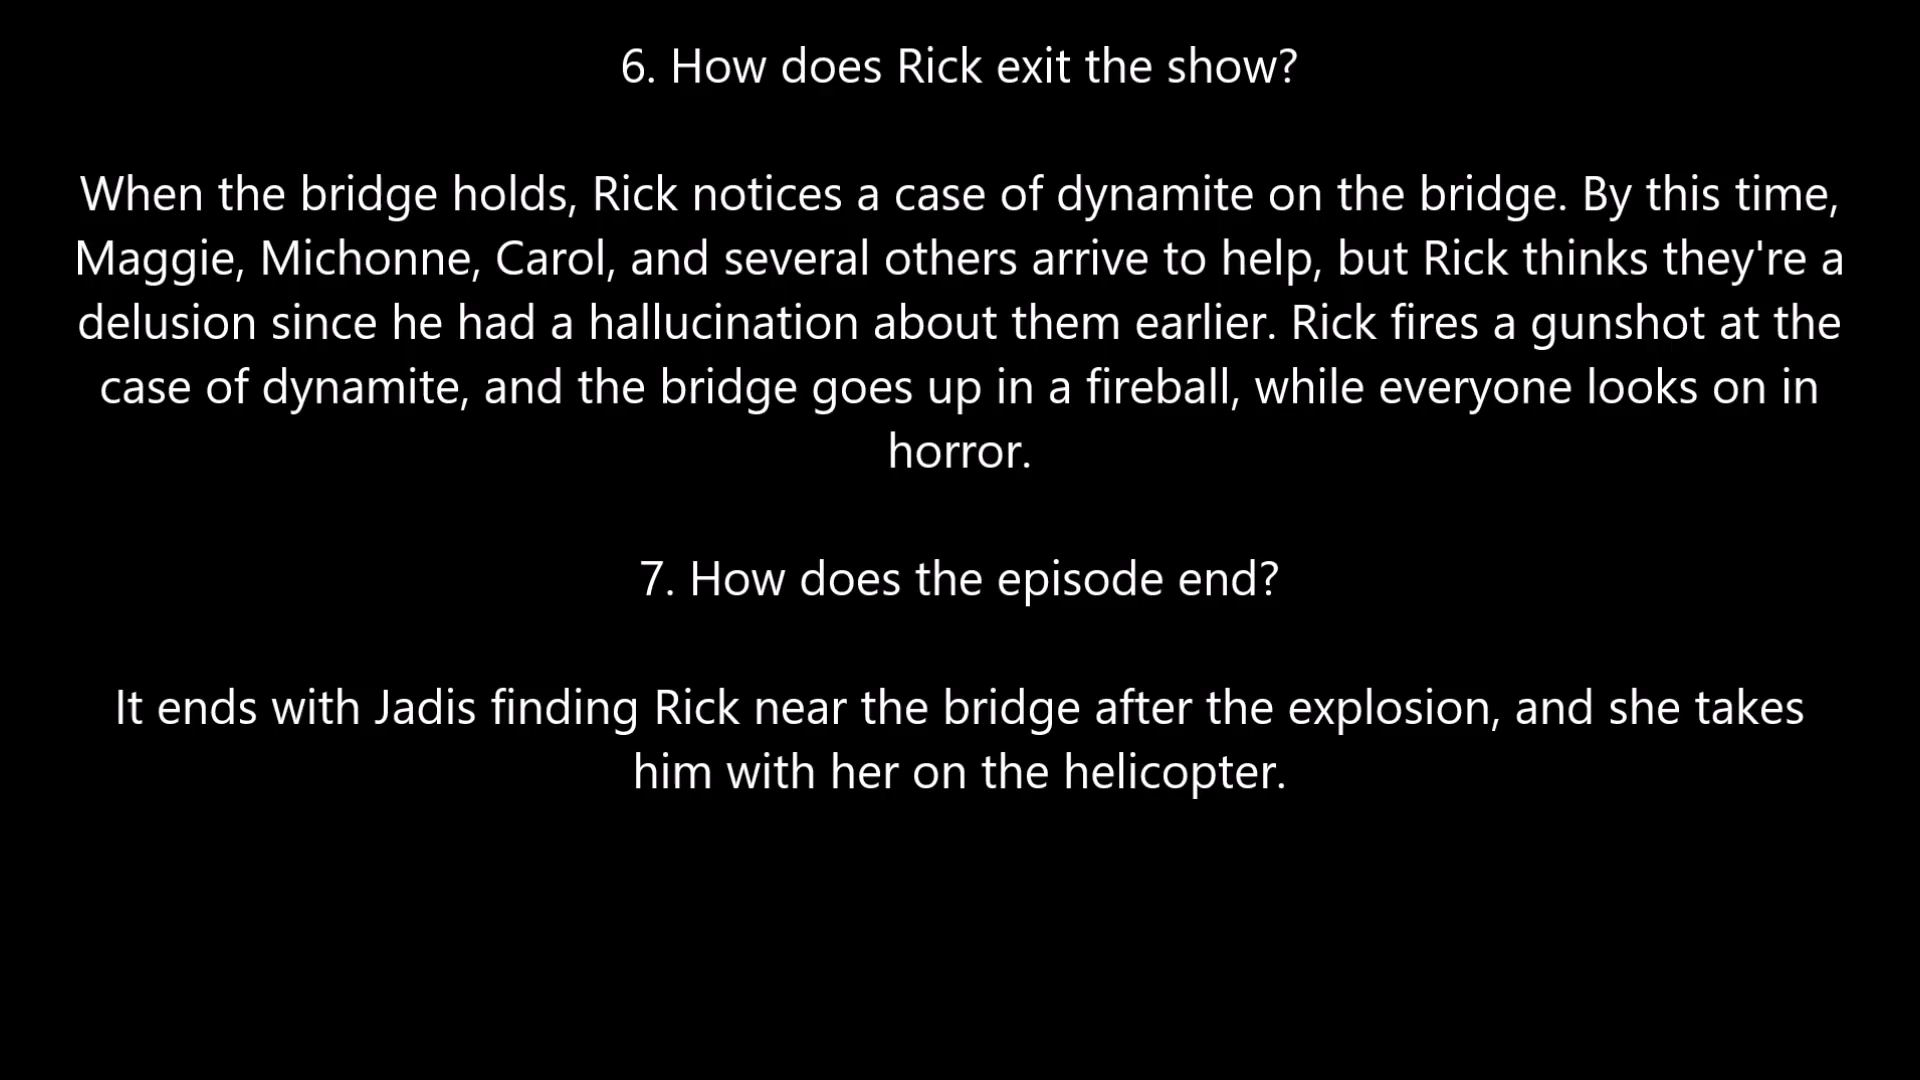 6. How does Rick exit the show?
When the bridge holds, Rick notices a case of dynamite on the bridge. By this time,
Maggie, Michonne, Carol, and several others arrive to help, but Rick thinks they're a
delusion since he had a hallucination about them earlier. Rick fires a gunshot at the
case of dynamite, and the bridge goes up in a fireball, while everyone looks on in
horror.
7. How does the episode end?
It ends with Jadis finding Rick near the bridge after the explosion, and she takes
him with her on the helicopter.